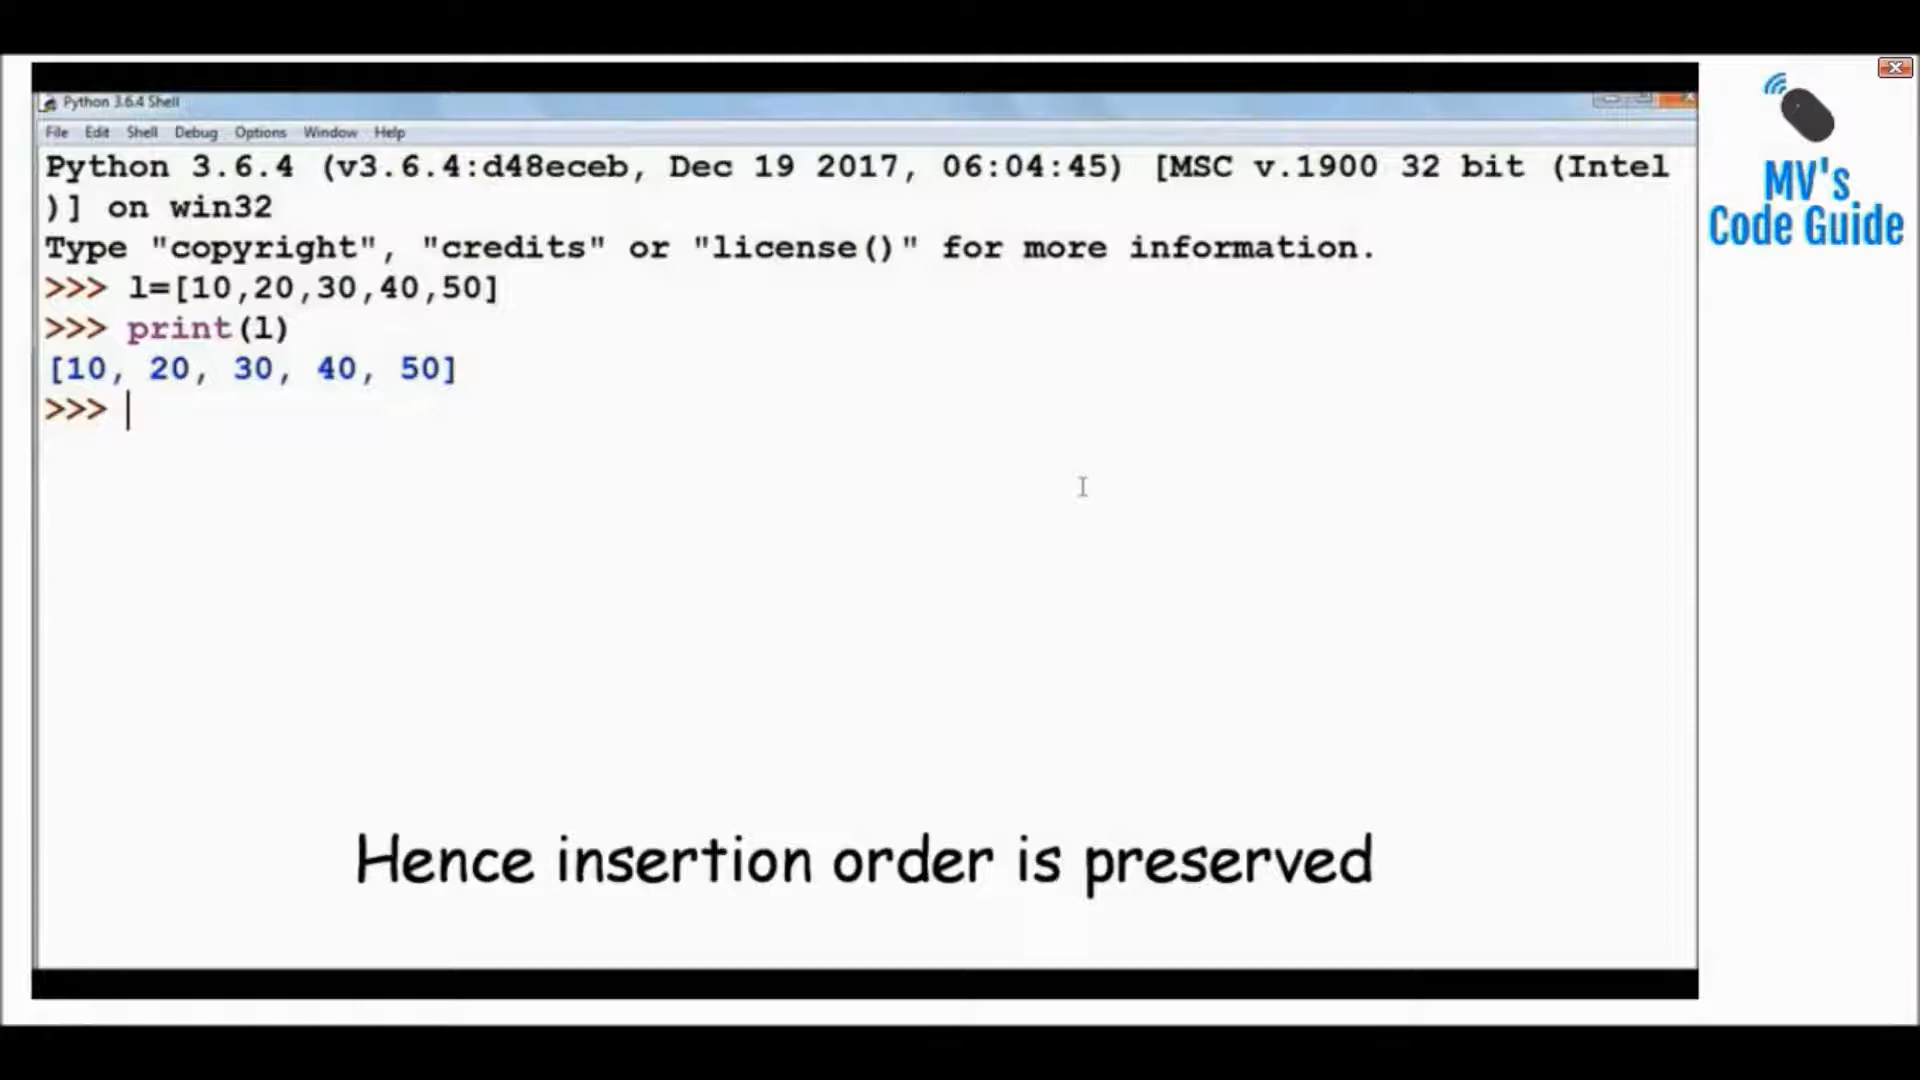 Python 3.6.4 Shell
File Edit Shell Debug Options Window Help
Python 3.6.4 (v3.6.4:d48eceb, Dec 19 2017, 06:04:45) [MSC v.1900 32 bit (Intel
)] on win32
Type "copyright", "credits" or "license()" for more information.
>>> l=[10,20,30,40,50]
>>> print(l)
[10, 20, 30, 40, 50]
>>>
Hence insertion order is preserved
MV's
Code Guide